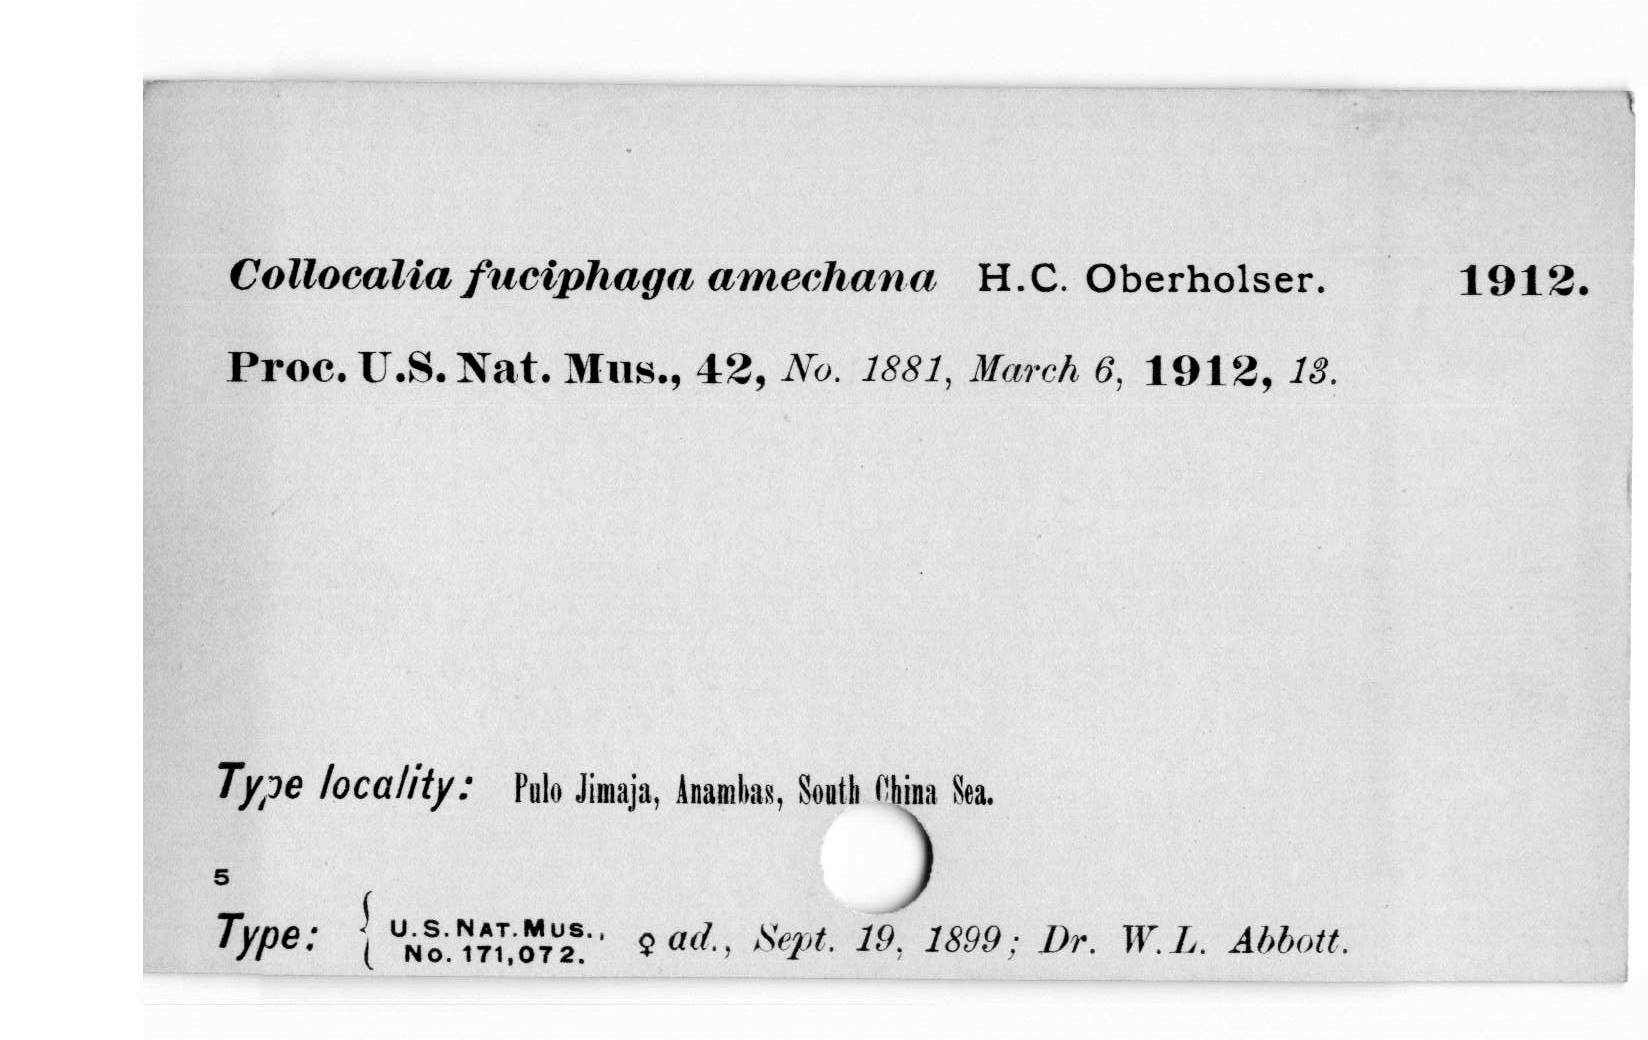 Collocalia fuciphaga amechana H.C. Oberholser. 1912.
Proc. U.S. Nat. Mus., 42, No. 1881, March 6, 1912, 13.
Type locality: Pulo Jimaja, Anambas, South China Sea.
5
Type: { U.S. NAT. MUS.,
No. 171,072. ♀ ad., Sept. 19, 1899; Dr. W.L. Abbott.